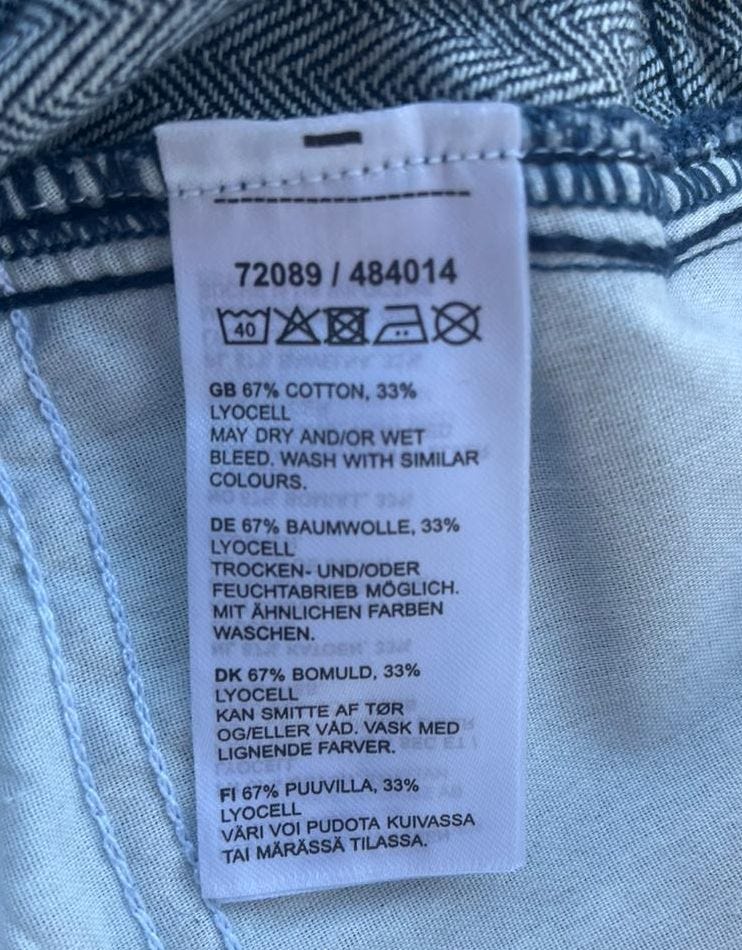 72089 / 484014
40
GB 67% COTTON, 33%
LYOCELL
MAY DRY AND/OR WET
BLEED. WASH WITH SIMILAR
COLOURS.
DE 67% BAUMWOLLE, 33%
LYOCELL
TROCKEN- UND/ODER
FEUCHTABRIEB MÖGLICH.
MIT ÄHNLICHEN FARBEN
WASCHEN.
DK 67% BOMULD, 33%
LYOCELL
KAN SMITTE AF TØR
OG/ELLER VÅD. VASK MED
LIGNENDE FARVER.
FI 67% PUUVILLA, 33%
LYOCELL
VÄRI VOI PUDOTA KUIVASSA
TAI MÄRÄSSÄ TILASSA.